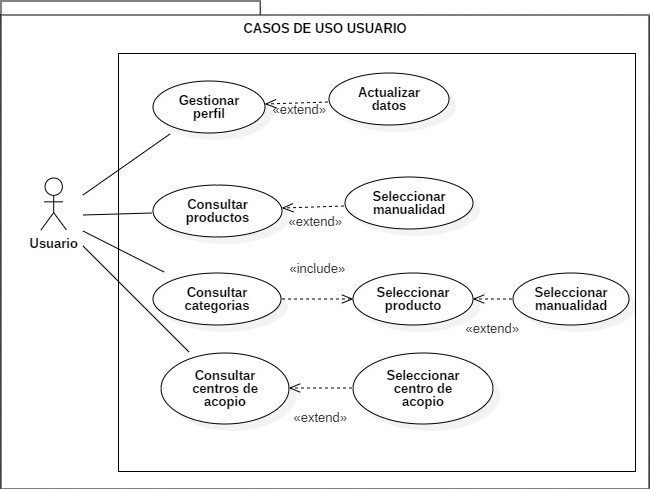 CASOS DE USO USUARIO
Gestionar
perfil
«extend»
Actualizar
datos
Usuario
Consultar
productos
«extend»
Seleccionar
manualidad
Consultar
categorias
«include»
Seleccionar
producto
«extend»
Seleccionar
manualidad
Consultar
centros de
acopio
«extend»
Seleccionar
centro de
acopio